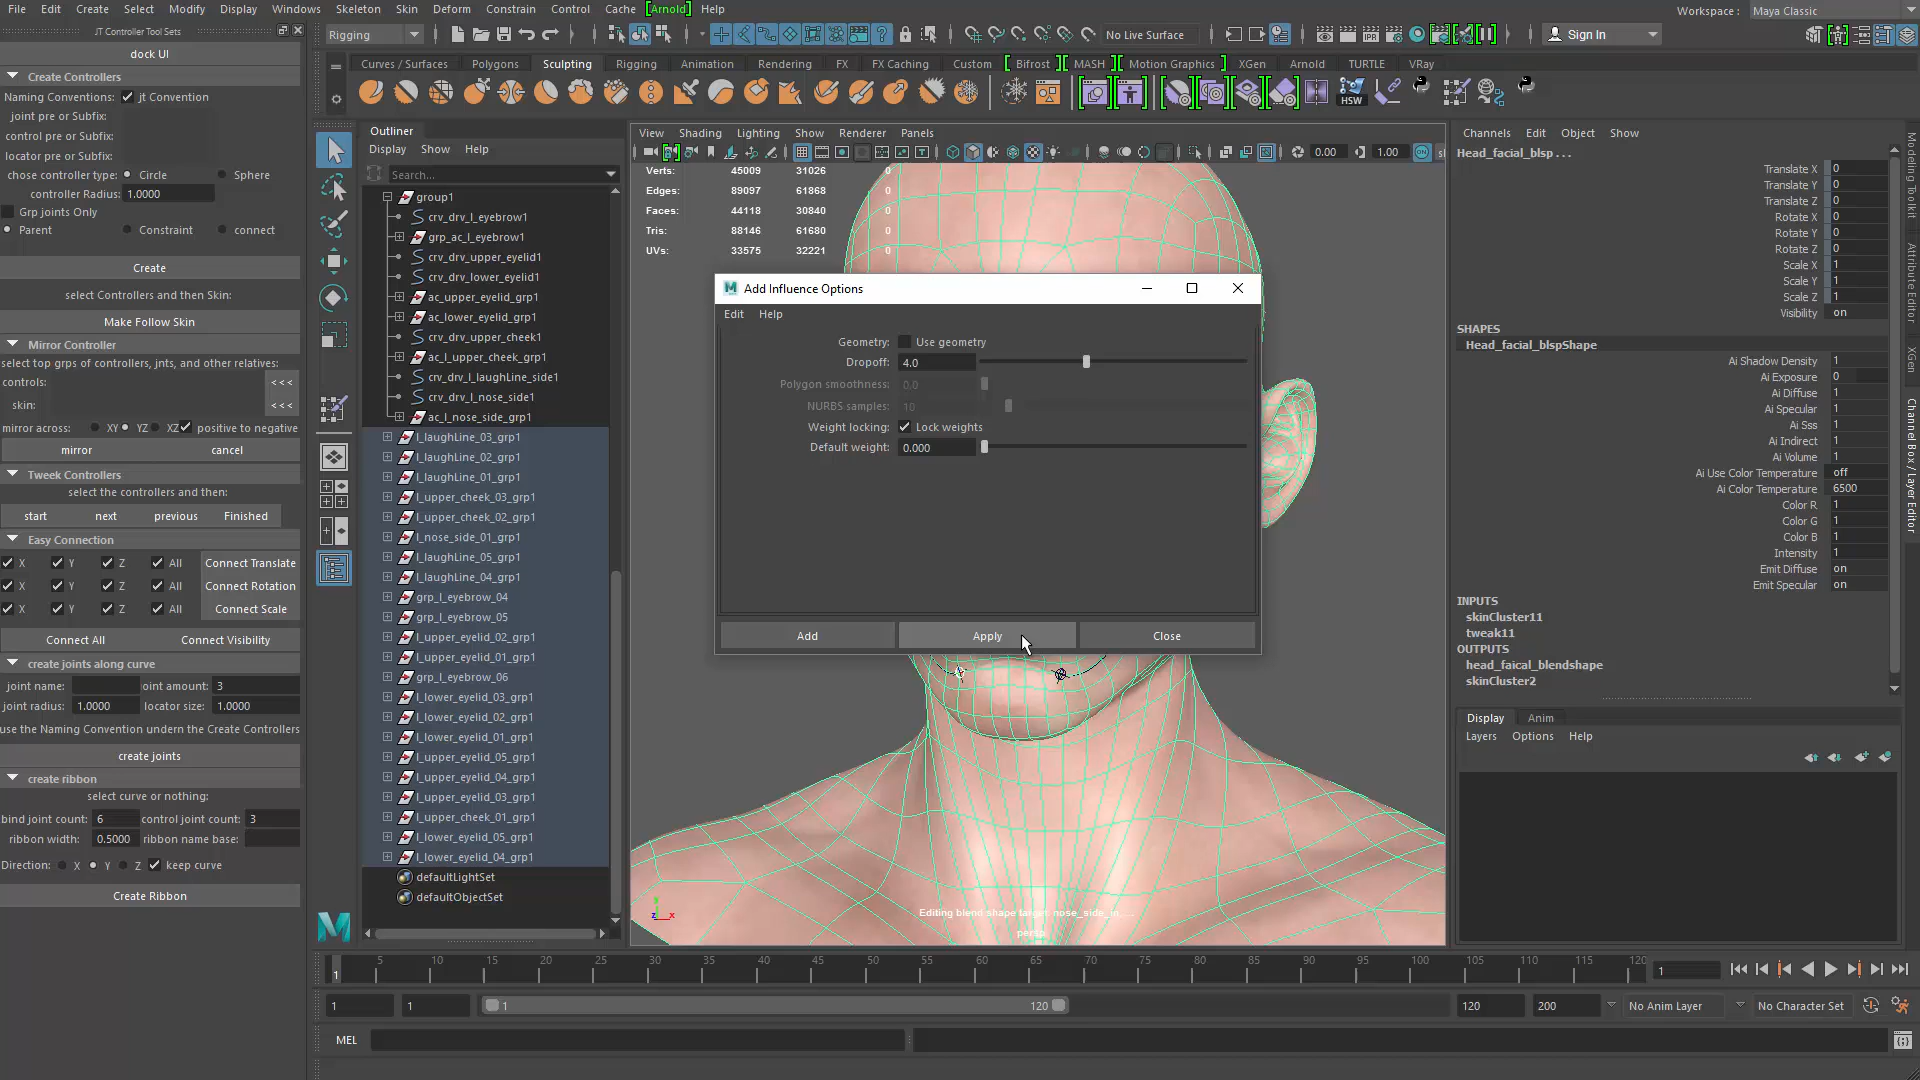 File Edit Create Select Modify Display Windows Skeleton Skin Deform Constrain Control Cache [Arnold] Help
Workspace : Maya Classic
JT Controller Tool Sets
dock UI
Create Controllers
Naming Conventions: jt Convention
joint pre or Subfix:
control pre or Subfix:
locator pre or Subfix:
chose controller type: Circle Sphere
controller Radius: 1.0000
Grp joints Only
Parent Constraint connect
Create
select Controllers and then Skin:
Make Follow Skin
Mirror Controller
select top grps of controllers, jnts, and other relatives:
controls: <<<
skin: <<<
mirror across: XY YZ XZ positive to negative
mirror cancel
Tweek Controllers
select the controllers and then:
start next previous Finished
Easy Connection
X Y Z All Connect Translate
X Y Z All Connect Rotation
X Y Z All Connect Scale
Connect All Connect Visibility
create joints along curve
joint name: oint amount: 3
joint radius: 1.0000 locator size: 1.0000
use the Naming Convention undern the Create Controllers
create joints
create ribbon
select curve or nothing:
bind joint count: 6 control joint count: 3
ribbon width: 0.5000 ribbon name base:
Direction: X Y Z keep curve
Create Ribbon
Rigging
No Live Surface
Sign In
Curves / Surfaces Polygons Sculpting Rigging Animation Rendering FX FX Caching Custom Bifrost MASH Motion Graphics XGen Arnold TURTLE VRay
HSW
Outliner
Display Show Help
Search...
group1
crv_drv_l_eyebrow1
grp_ac_l_eyebrow1
crv_drv_upper_eyelid1
crv_drv_lower_eyelid1
ac_upper_eyelid_grp1
ac_lower_eyelid_grp1
crv_drv_upper_cheek1
ac_l_upper_cheek_grp1
crv_drv_l_laughLine_side1
crv_drv_l_nose_side1
ac_l_nose_side_grp1
l_laughLine_03_grp1
l_laughLine_02_grp1
l_laughLine_01_grp1
l_upper_cheek_03_grp1
l_upper_cheek_02_grp1
l_nose_side_01_grp1
l_laughLine_05_grp1
l_laughLine_04_grp1
grp_l_eyebrow_04
grp_l_eyebrow_05
l_upper_eyelid_02_grp1
l_upper_eyelid_01_grp1
grp_l_eyebrow_06
l_lower_eyelid_03_grp1
l_lower_eyelid_02_grp1
l_lower_eyelid_01_grp1
l_upper_eyelid_05_grp1
l_upper_eyelid_04_grp1
l_upper_eyelid_03_grp1
l_upper_cheek_01_grp1
l_lower_eyelid_05_grp1
l_lower_eyelid_04_grp1
defaultLightSet
defaultObjectSet
View Shading Lighting Show Renderer Panels
0.00 1.00
Verts: 45009 31026 0
Edges: 89097 61868 0
Faces: 44118 30840 0
Tris: 88146 61680 0
UVs: 33575 32221 0
Add Influence Options
Edit Help
Geometry: Use geometry
Dropoff: 4.0
Polygon smoothness: 0.0
NURBS samples: 10
Weight locking: Lock weights
Default weight: 0.000
Add Apply Close
Editing blend shape target: nose_side_in...
persp
z x
Channels Edit Object Show
Head_facial_blsp . . .
Translate X 0
Translate Y 0
Translate Z 0
Rotate X 0
Rotate Y 0
Rotate Z 0
Scale X 1
Scale Y 1
Scale Z 1
Visibility on
SHAPES
Head_facial_blspShape
Ai Shadow Density 1
Ai Exposure 0
Ai Diffuse 1
Ai Specular 1
Ai Sss 1
Ai Indirect 1
Ai Volume 1
Ai Use Color Temperature off
Ai Color Temperature 6500
Color R 1
Color G 1
Color B 1
Intensity 1
Emit Diffuse on
Emit Specular on
INPUTS
skinCluster11
tweak11
OUTPUTS
head_faical_blendshape
skinCluster2
Display Anim
Layers Options Help
Modeling Toolkit
Attribute Editor
XGen
Channel Box / Layer Editor
1 5 10 15 20 25 30 35 40 45 50 55 60 65 70 75 80 85 90 95 100 105 110 115 120
1
1 1 1 120 120 200 No Anim Layer No Character Set
MEL